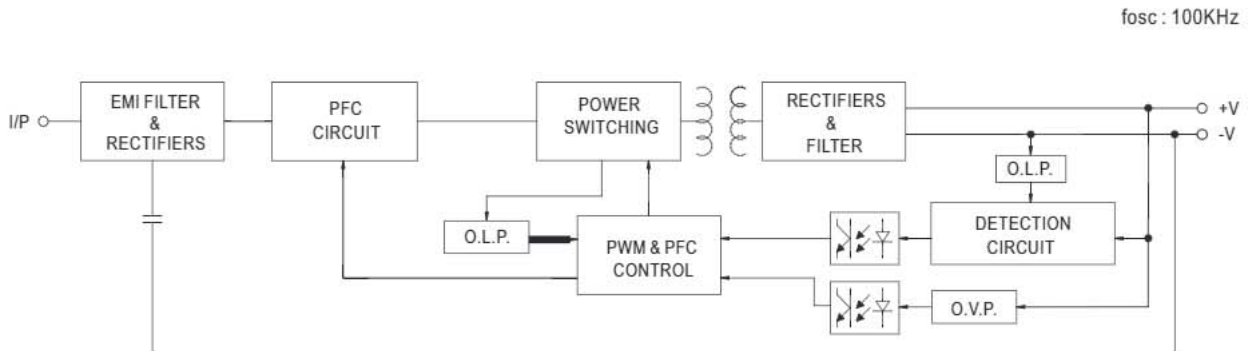 fosc : 100KHz
I/P
EMI FILTER
&
RECTIFIERS
PFC
CIRCUIT
POWER
SWITCHING
RECTIFIERS
&
FILTER
+V
-V
O.L.P.
O.L.P.
PWM & PFC
CONTROL
DETECTION
CIRCUIT
O.V.P.